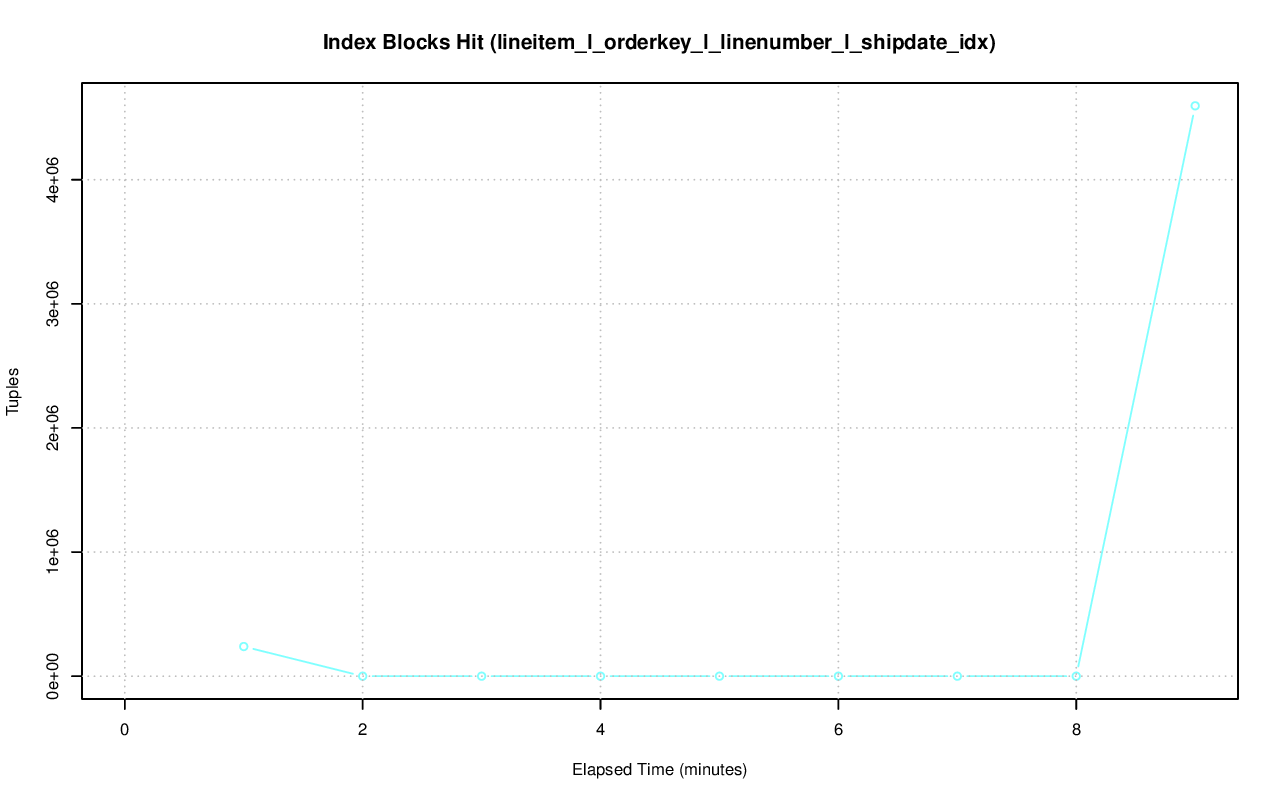 Index Blocks Hit (lineitem_l_orderkey_l_linenumber_l_shipdate_idx)
4e+06
3e+06
2e+06
1e+06
0e+00
Tuples
0 2 4 6 8
Elapsed Time (minutes)